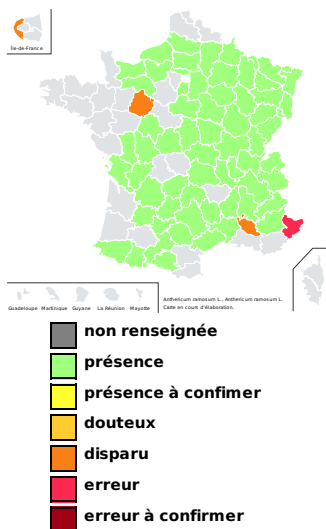 Île-de-France
Guadeloupe Martinique Guyane La Réunion Mayotte
Anthericum ramosum L., Anthericum ramosum L.
Carte en cours d'élaboration.
non renseignée
présence
présence à confimer
douteux
disparu
erreur
erreur à confirmer